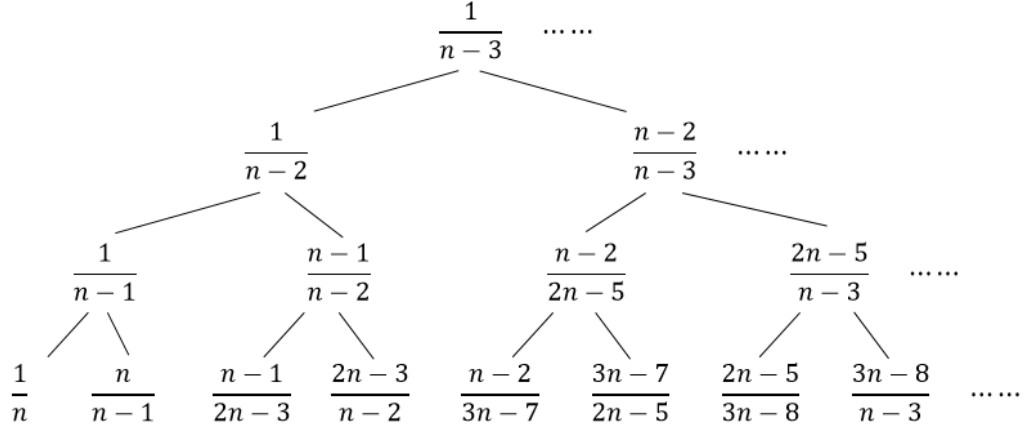 1/(n − 3) ……
1/(n − 2) (n − 2)/(n − 3) ……
1/(n − 1) (n − 1)/(n − 2) (n − 2)/(2n − 5) (2n − 5)/(n − 3) ……
1/n n/(n − 1) (n − 1)/(2n − 3) (2n − 3)/(n − 2) (n − 2)/(3n − 7) (3n − 7)/(2n − 5) (2n − 5)/(3n − 8) (3n − 8)/(n − 3) ……